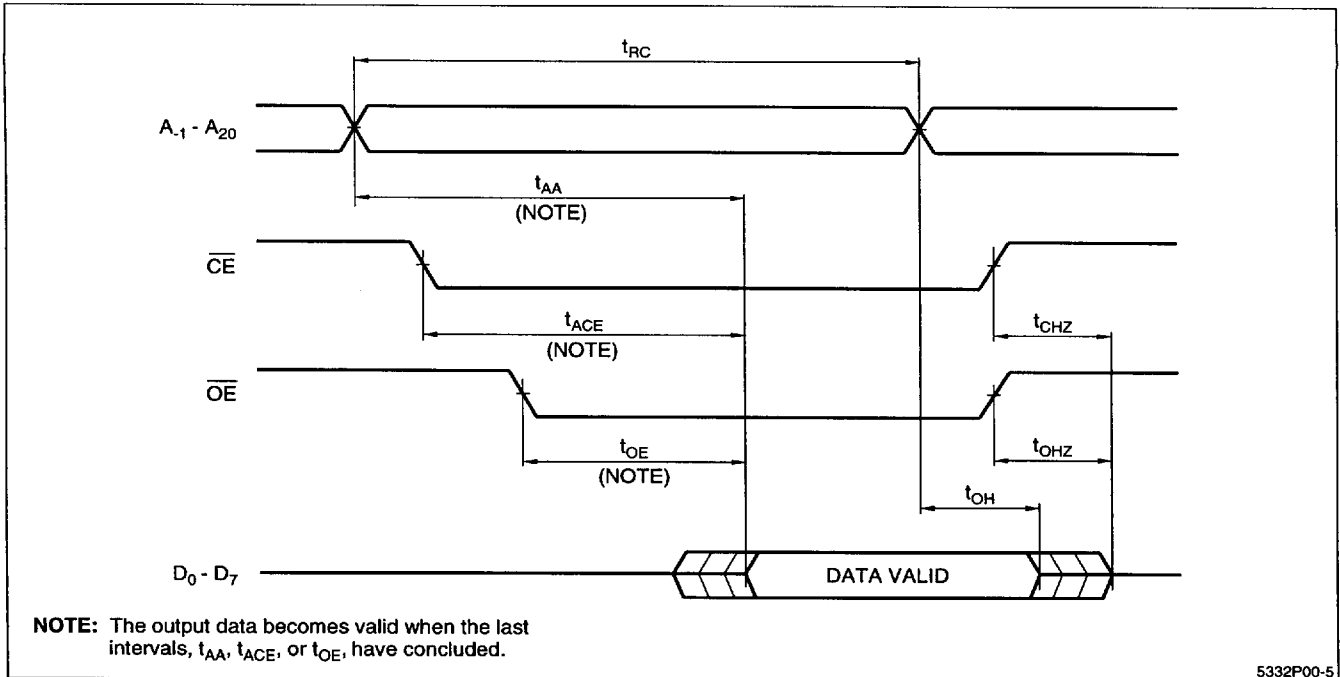 tRC
A-1 - A20
tAA
(NOTE)
CE
tACE
(NOTE)
tCHZ
OE
tOE
(NOTE)
tOHZ
tOH
D0 - D7
DATA VALID
NOTE: The output data becomes valid when the last
intervals, tAA, tACE, or tOE, have concluded.
5332P00-5